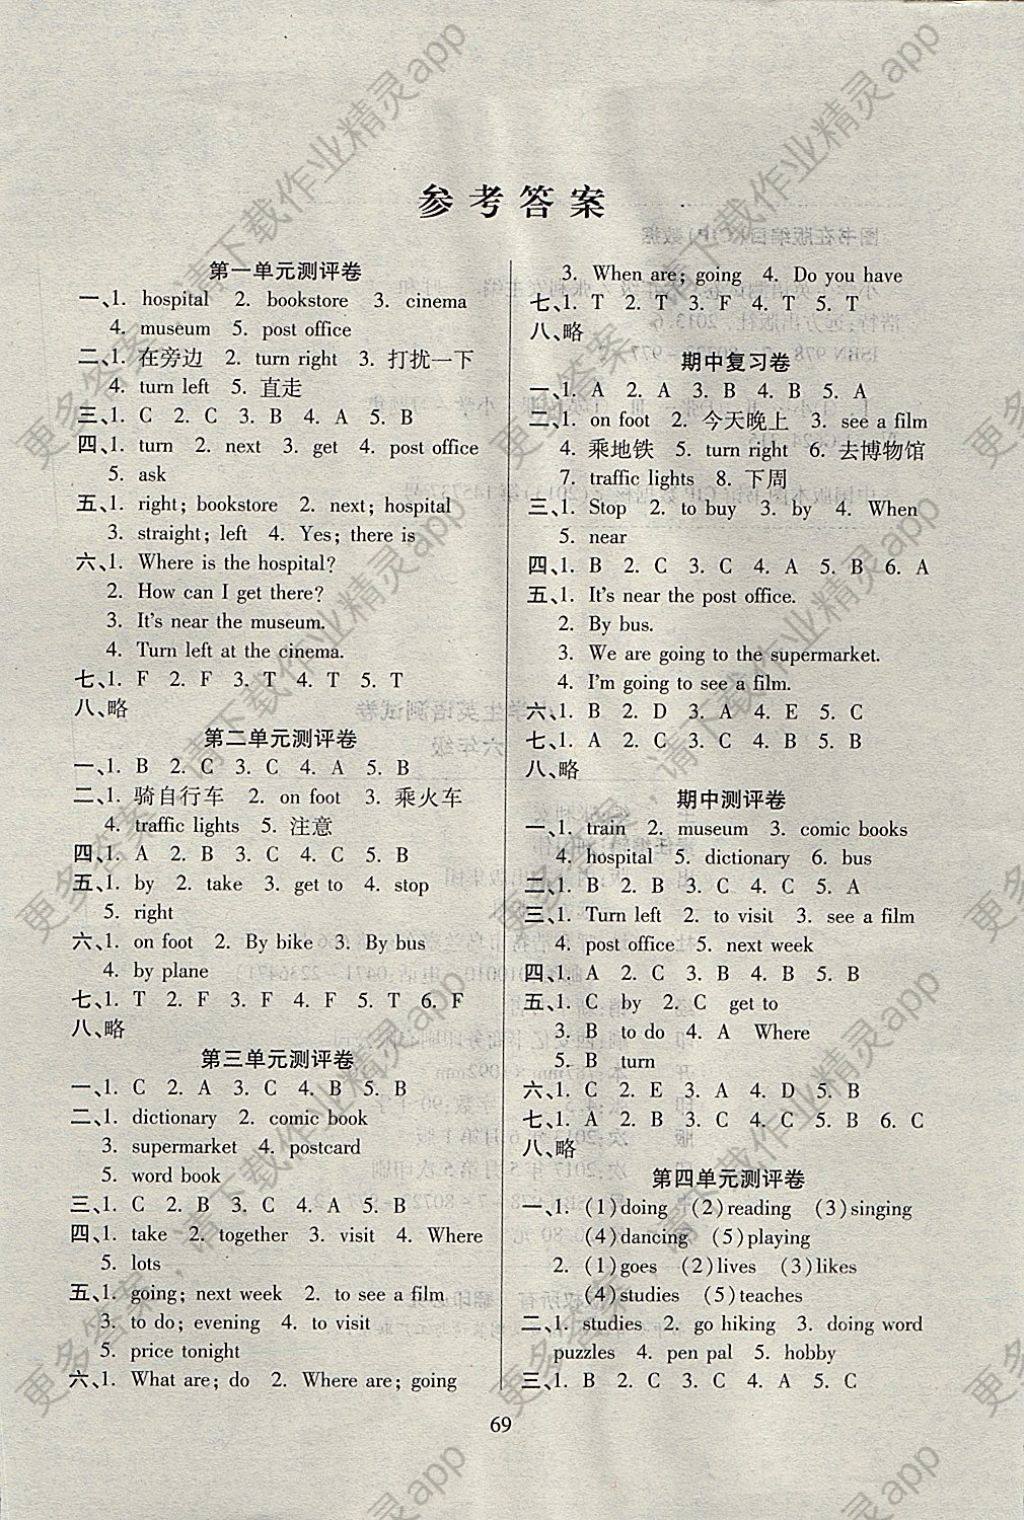 参考答案
第一单元测评卷
一、1. hospital 2. bookstore 3. cinema
4. museum 5. post office
二、1. 在旁边 2. turn right 3. 打扰一下
4. turn left 5. 直走
三、1. C 2. C 3. B 4. A 5. B
四、1. turn 2. next 3. get 4. post office
5. ask
五、1. right; bookstore 2. next; hospital
3. straight; left 4. Yes; there is
六、1. Where is the hospital?
2. How can I get there?
3. It's near the museum.
4. Turn left at the cinema.
七、1. F 2. F 3. T 4. T 5. T
八、略
第二单元测评卷
一、1. B 2. C 3. C 4. A 5. B
二、1. 骑自行车 2. on foot 3. 乘火车
4. traffic lights 5. 注意
四、1. A 2. B 3. C 4. C 5. B
五、1. by 2. take 3. get to 4. stop
5. right
六、1. on foot 2. By bike 3. By bus
4. by plane
七、1. T 2. F 3. F 4. T 5. T 6. F
八、略
第三单元测评卷
一、1. C 2. A 3. C 4. B 5. B
二、1. dictionary 2. comic book
3. supermarket 4. postcard
5. word book
三、1. C 2. A 3. B 4. C 5. B
四、1. take 2. together 3. visit 4. Where
5. lots
五、1. going; next week 2. to see a film
3. to do; evening 4. to visit
5. price tonight
六、1. What are; do 2. Where are; going
3. When are; going 4. Do you have
七、1. T 2. T 3. F 4. T 5. T
八、略
期中复习卷
一、1. A 2. A 3. B 4. B 5. A
二、1. on foot 2. 今天晚上 3. see a film
4. 乘地铁 5. turn right 6. 去博物馆
7. traffic lights 8. 下周
三、1. Stop 2. to buy 3. by 4. When
5. near
四、1. B 2. C 3. C 4. A 5. B 6. A
五、1. It's near the post office.
2. By bus.
3. We are going to the supermarket.
4. I'm going to see a film.
六、1. B 2. D 3. A 4. E 5. C
七、1. A 2. C 3. B 4. C 5. B
八、略
期中测评卷
一、1. train 2. museum 3. comic books
4. hospital 5. dictionary 6. bus
二、1. B 2. B 3. C 4. C 5. A
三、1. Turn left 2. to visit 3. see a film
4. post office 5. next week
四、1. A 2. C 3. C 4. A 5. B
五、1. C by 2. C get to
3. B to do 4. A Where
5. B turn
六、1. C 2. E 3. A 4. D 5. B
七、1. A 2. B 3. C 4. C 5. B 6. C
八、略
第四单元测评卷
一、1. (1)doing (2)reading (3)singing
(4)dancing (5)playing
2. (1)goes (2)lives (3)likes
(4)studies (5)teaches
二、1. studies 2. go hiking 3. doing word
puzzles 4. pen pal 5. hobby
三、1. B 2. C 3. A 4. A 5. C
69
更多答案，请下载作业精灵app